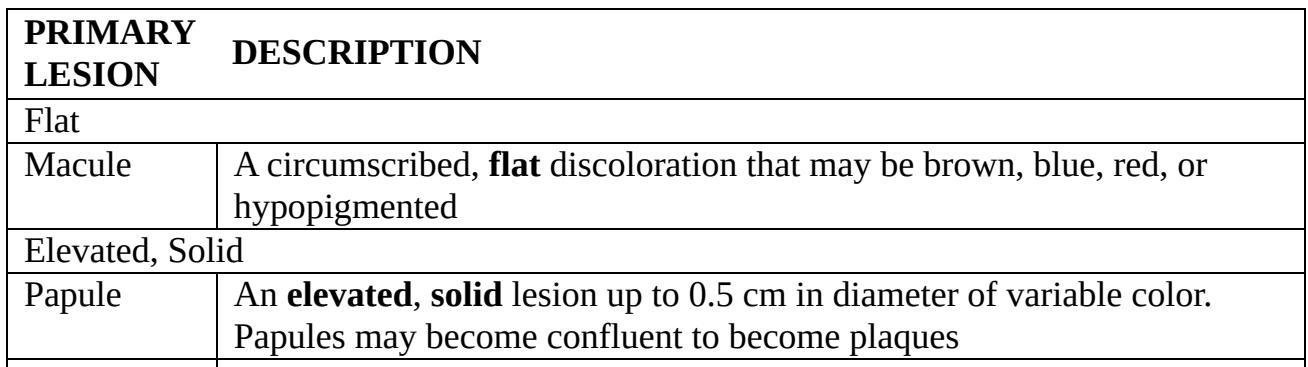 PRIMARY
LESION
DESCRIPTION
Flat
Macule
A circumscribed, flat discoloration that may be brown, blue, red, or
hypopigmented
Elevated, Solid
Papule
An elevated, solid lesion up to 0.5 cm in diameter of variable color.
Papules may become confluent to become plaques